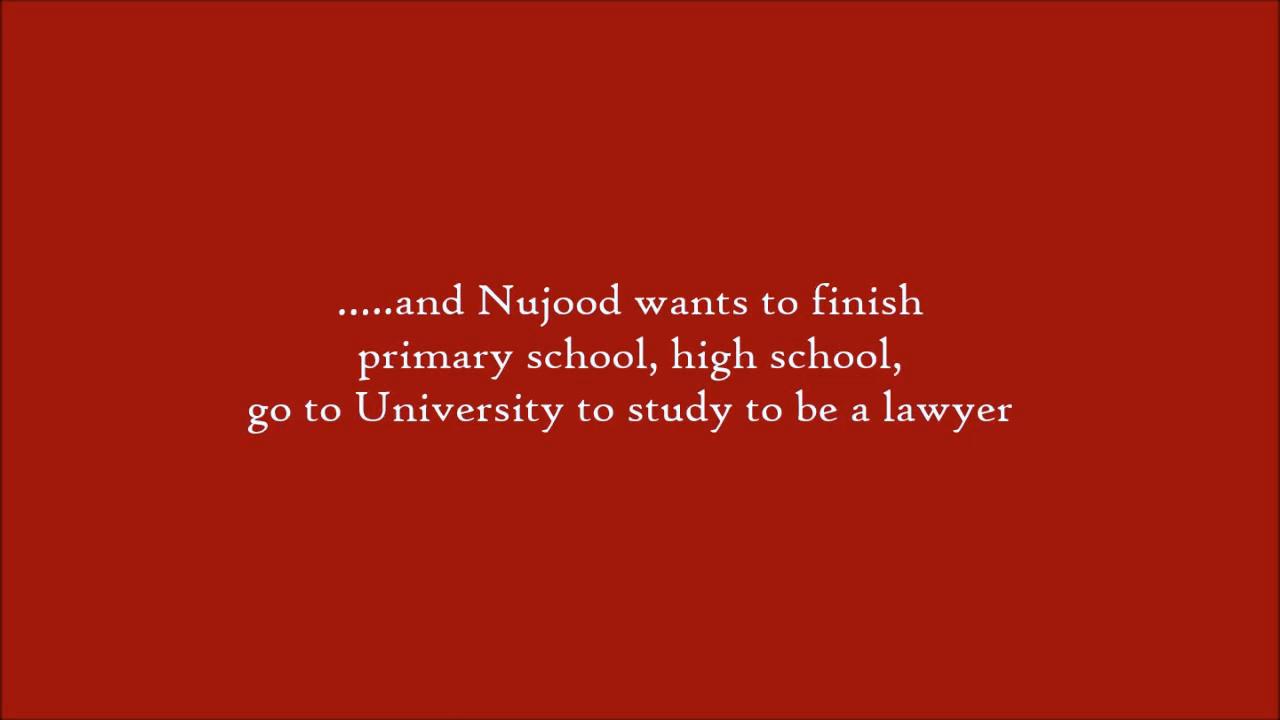 .....and Nujood wants to finish
primary school, high school,
go to University to study to be a lawyer